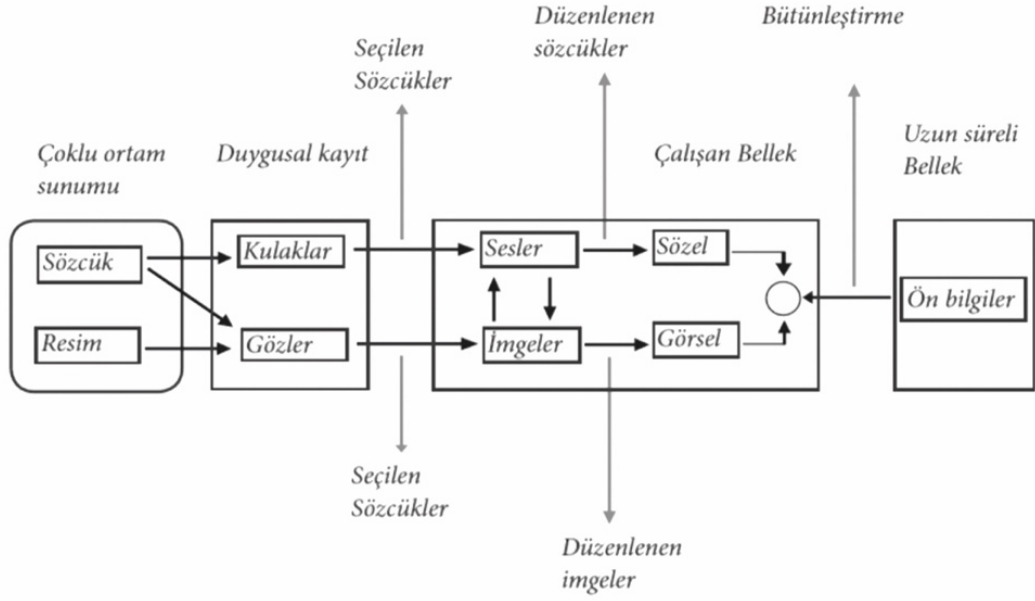 Düzenlenen
sözcükler
Bütünleştirme
Seçilen
Sözcükler
Çoklu ortam
sunumu
Duygusal kayıt
Çalışan Bellek
Uzun süreli
Bellek
Sözcük
Kulaklar
Sesler
Sözel
Ön bilgiler
Resim
Gözler
İmgeler
Görsel
Seçilen
Sözcükler
Düzenlenen
imgeler